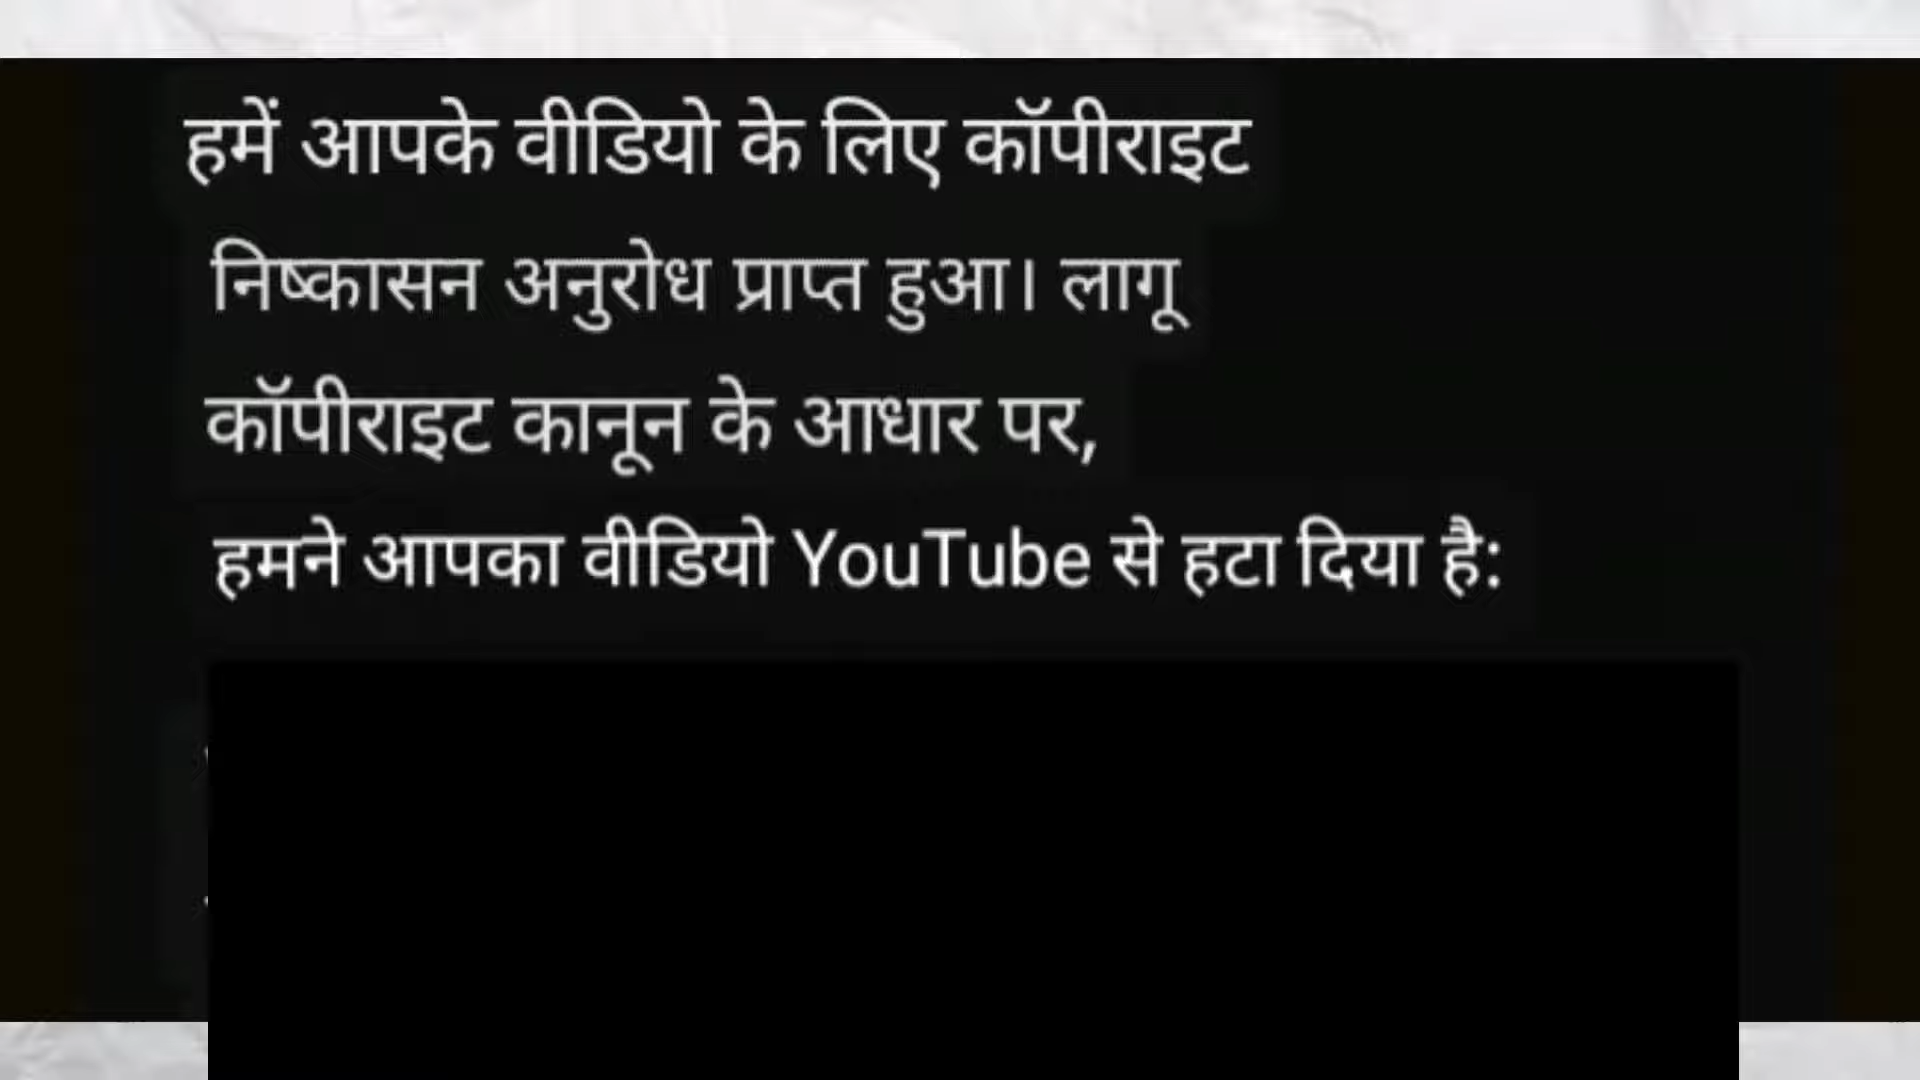 हमें आपके वीडियो के लिए कॉपीराइट
निष्कासन अनुरोध प्राप्त हुआ। लागू
कॉपीराइट कानून के आधार पर,
हमने आपका वीडियो YouTube से हटा दिया है: